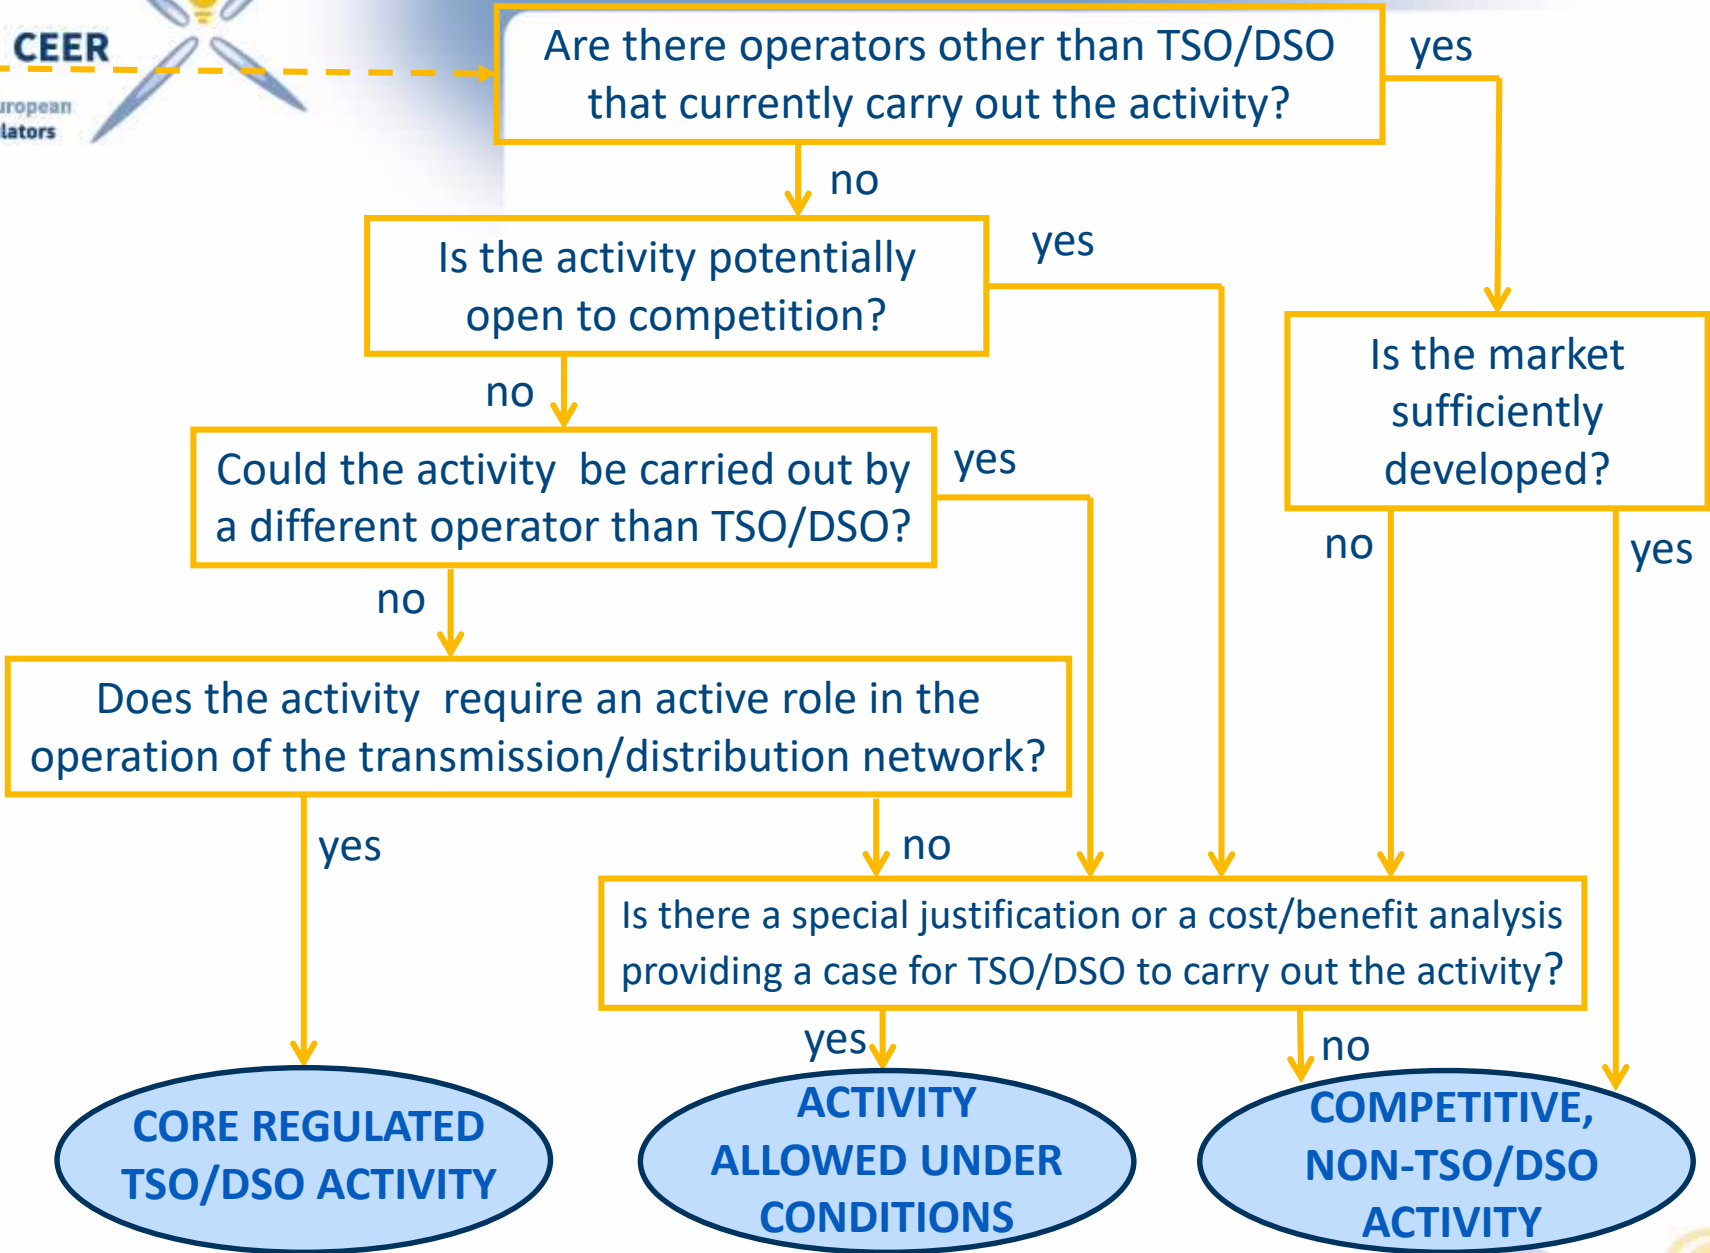 CEER
Are there operators other than TSO/DSO
that currently carry out the activity?
yes
no
Is the activity potentially
open to competition?
yes
Is the market
sufficiently
developed?
no
Could the activity be carried out by
a different operator than TSO/DSO?
yes
no
yes
no
Does the activity require an active role in the
operation of the transmission/distribution network?
yes
no
Is there a special justification or a cost/benefit analysis
providing a case for TSO/DSO to carry out the activity?
yes
no
CORE REGULATED
TSO/DSO ACTIVITY
ACTIVITY
ALLOWED UNDER
CONDITIONS
COMPETITIVE,
NON-TSO/DSO
ACTIVITY